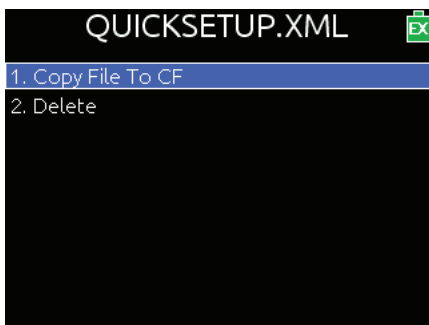 QUICKSETUP.XML
EX
1. Copy File To CF
2. Delete